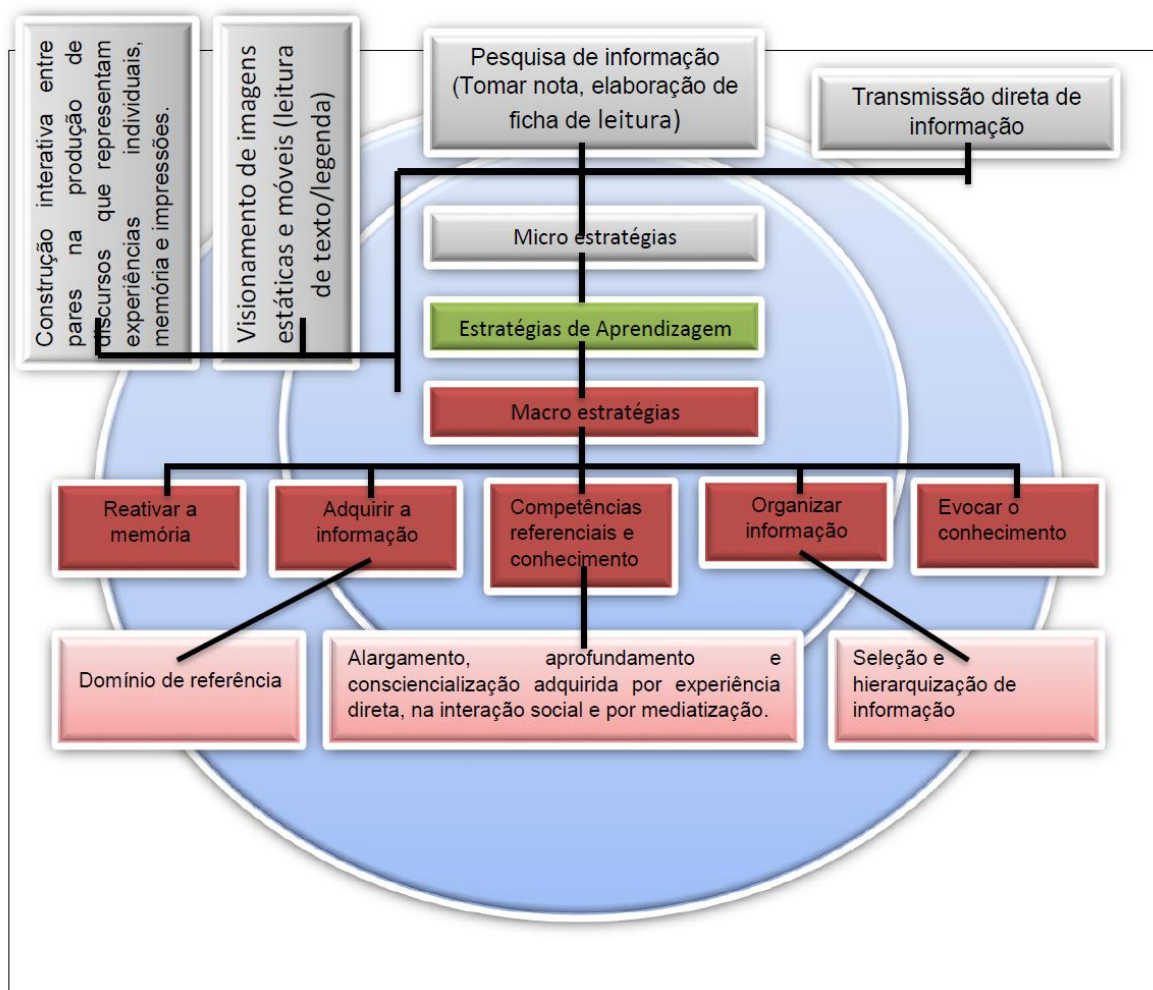 Construção interativa entre
pares na produção de
discursos que representam
experiências individuais,
memória e impressões.
Visionamento de imagens
estáticas e móveis (leitura
de texto/legenda)
Pesquisa de informação
(Tomar nota, elaboração de
ficha de leitura)
Transmissão direta de
informação
Micro estratégias
Estratégias de Aprendizagem
Macro estratégias
Reativar a
memória
Adquirir a
informação
Competências
referenciais e
conhecimento
Organizar
informação
Evocar o
conhecimento
Domínio de referência
Alargamento, aprofundamento e
consciencialização adquirida por experiência
direta, na interação social e por mediatização.
Seleção e
hierarquização de
informação